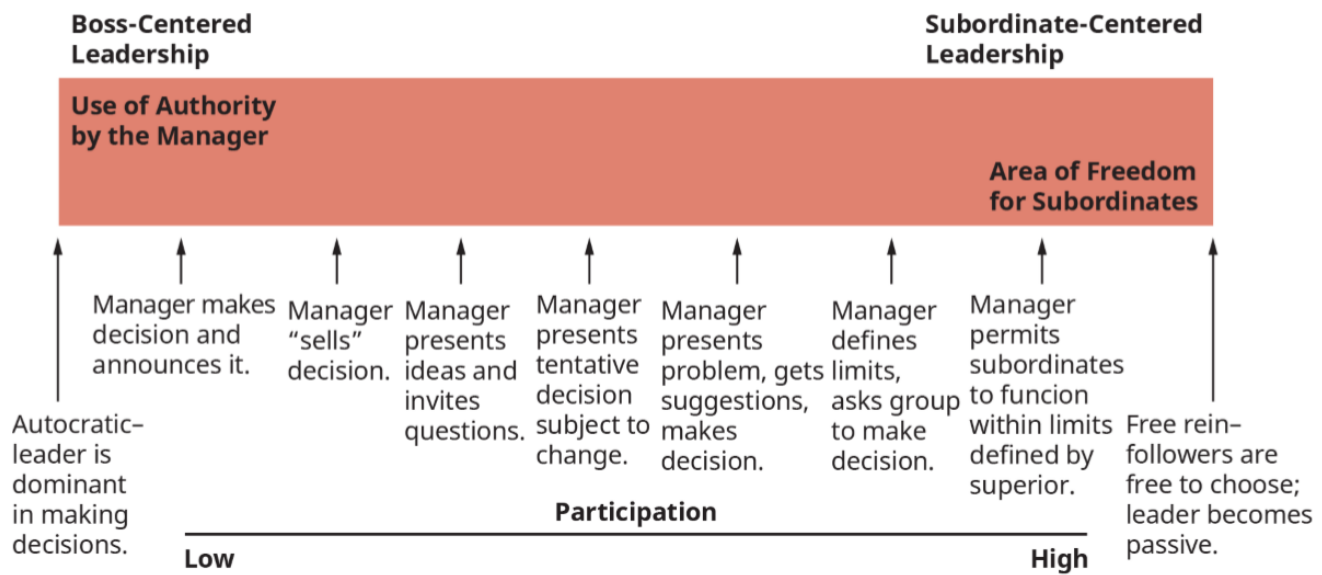 Boss-Centered
Leadership
Subordinate-Centered
Leadership
Use of Authority
by the Manager
Area of Freedom
for Subordinates
Autocratic–
leader is
dominant
in making
decisions.
Manager makes
decision and
announces it.
Manager
“sells”
decision.
Manager
presents
ideas and
invites
questions.
Manager
presents
tentative
decision
subject to
change.
Manager
presents
problem, gets
suggestions,
makes
decision.
Manager
defines
limits,
asks group
to make
decision.
Manager
permits
subordinates
to funcion
within limits
defined by
superior.
Free rein–
followers are
free to choose;
leader becomes
passive.
Participation
Low
High